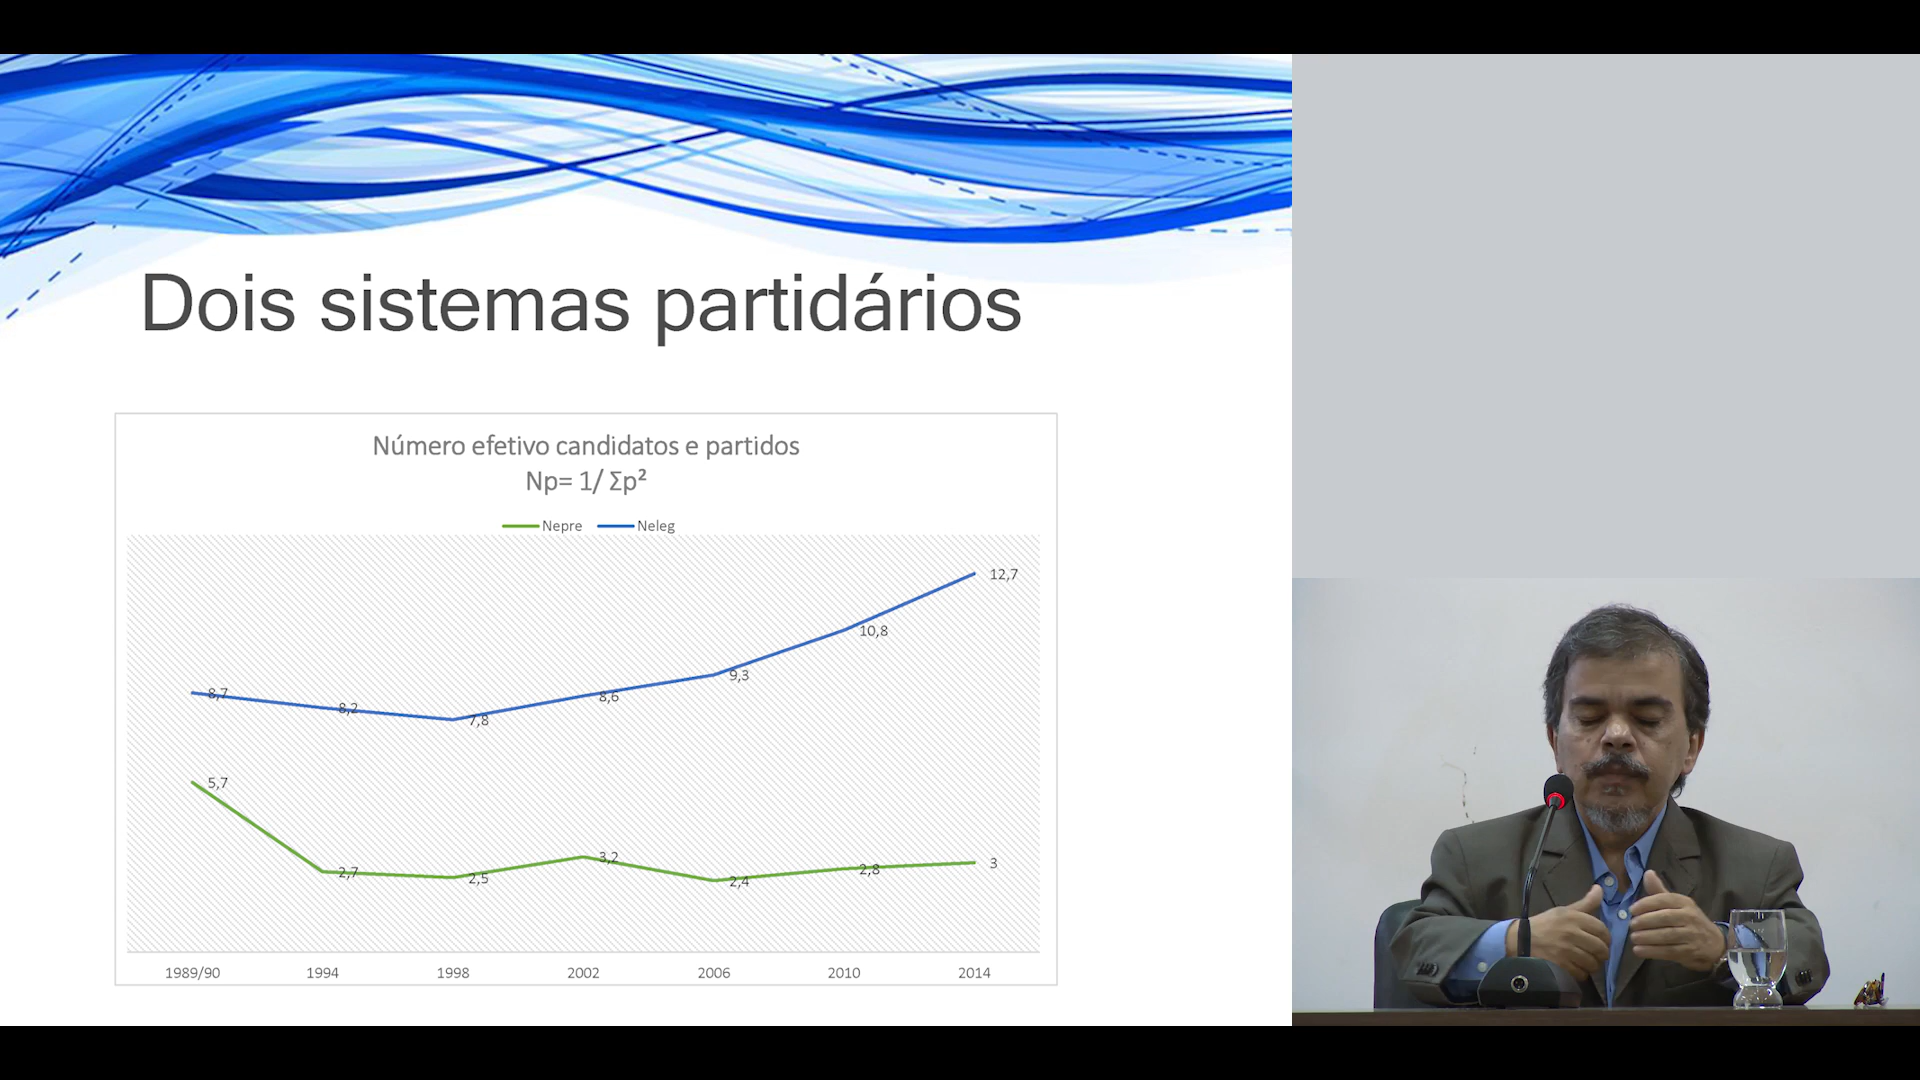 Dois sistemas partidários
Número efetivo candidatos e partidos
Np= 1/ Σp²
Nepre Neleg
12,7
10,8
9,3
8,7
8,2
7,8
8,6
5,7
2,7
2,5
3,2
2,4
2,8
3
1989/90 1994 1998 2002 2006 2010 2014